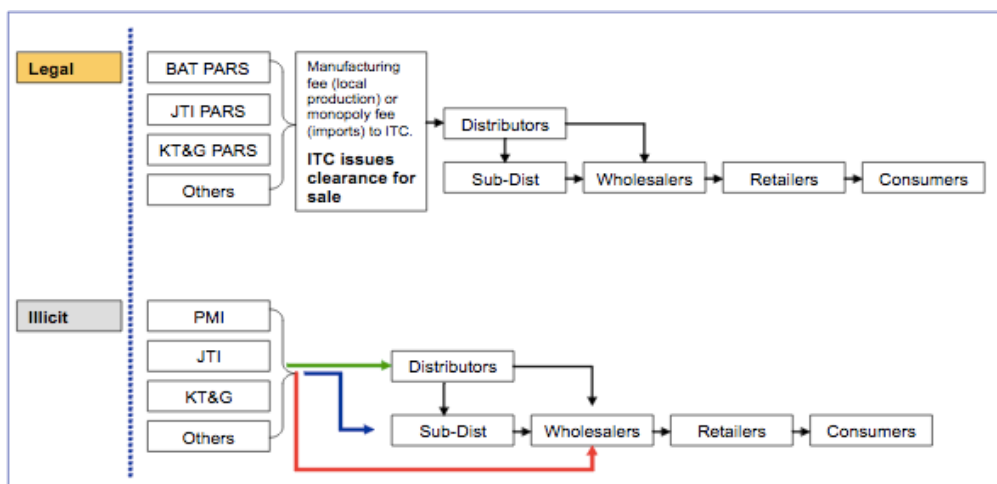 Legal
BAT PARS
JTI PARS
KT&G PARS
Others
Manufacturing
fee (local
production) or
monopoly fee
(imports) to ITC.
ITC issues
clearance for
sale
Distributors
Sub-Dist
Wholesalers
Retailers
Consumers
Illicit
PMI
JTI
KT&G
Others
Distributors
Sub-Dist
Wholesalers
Retailers
Consumers